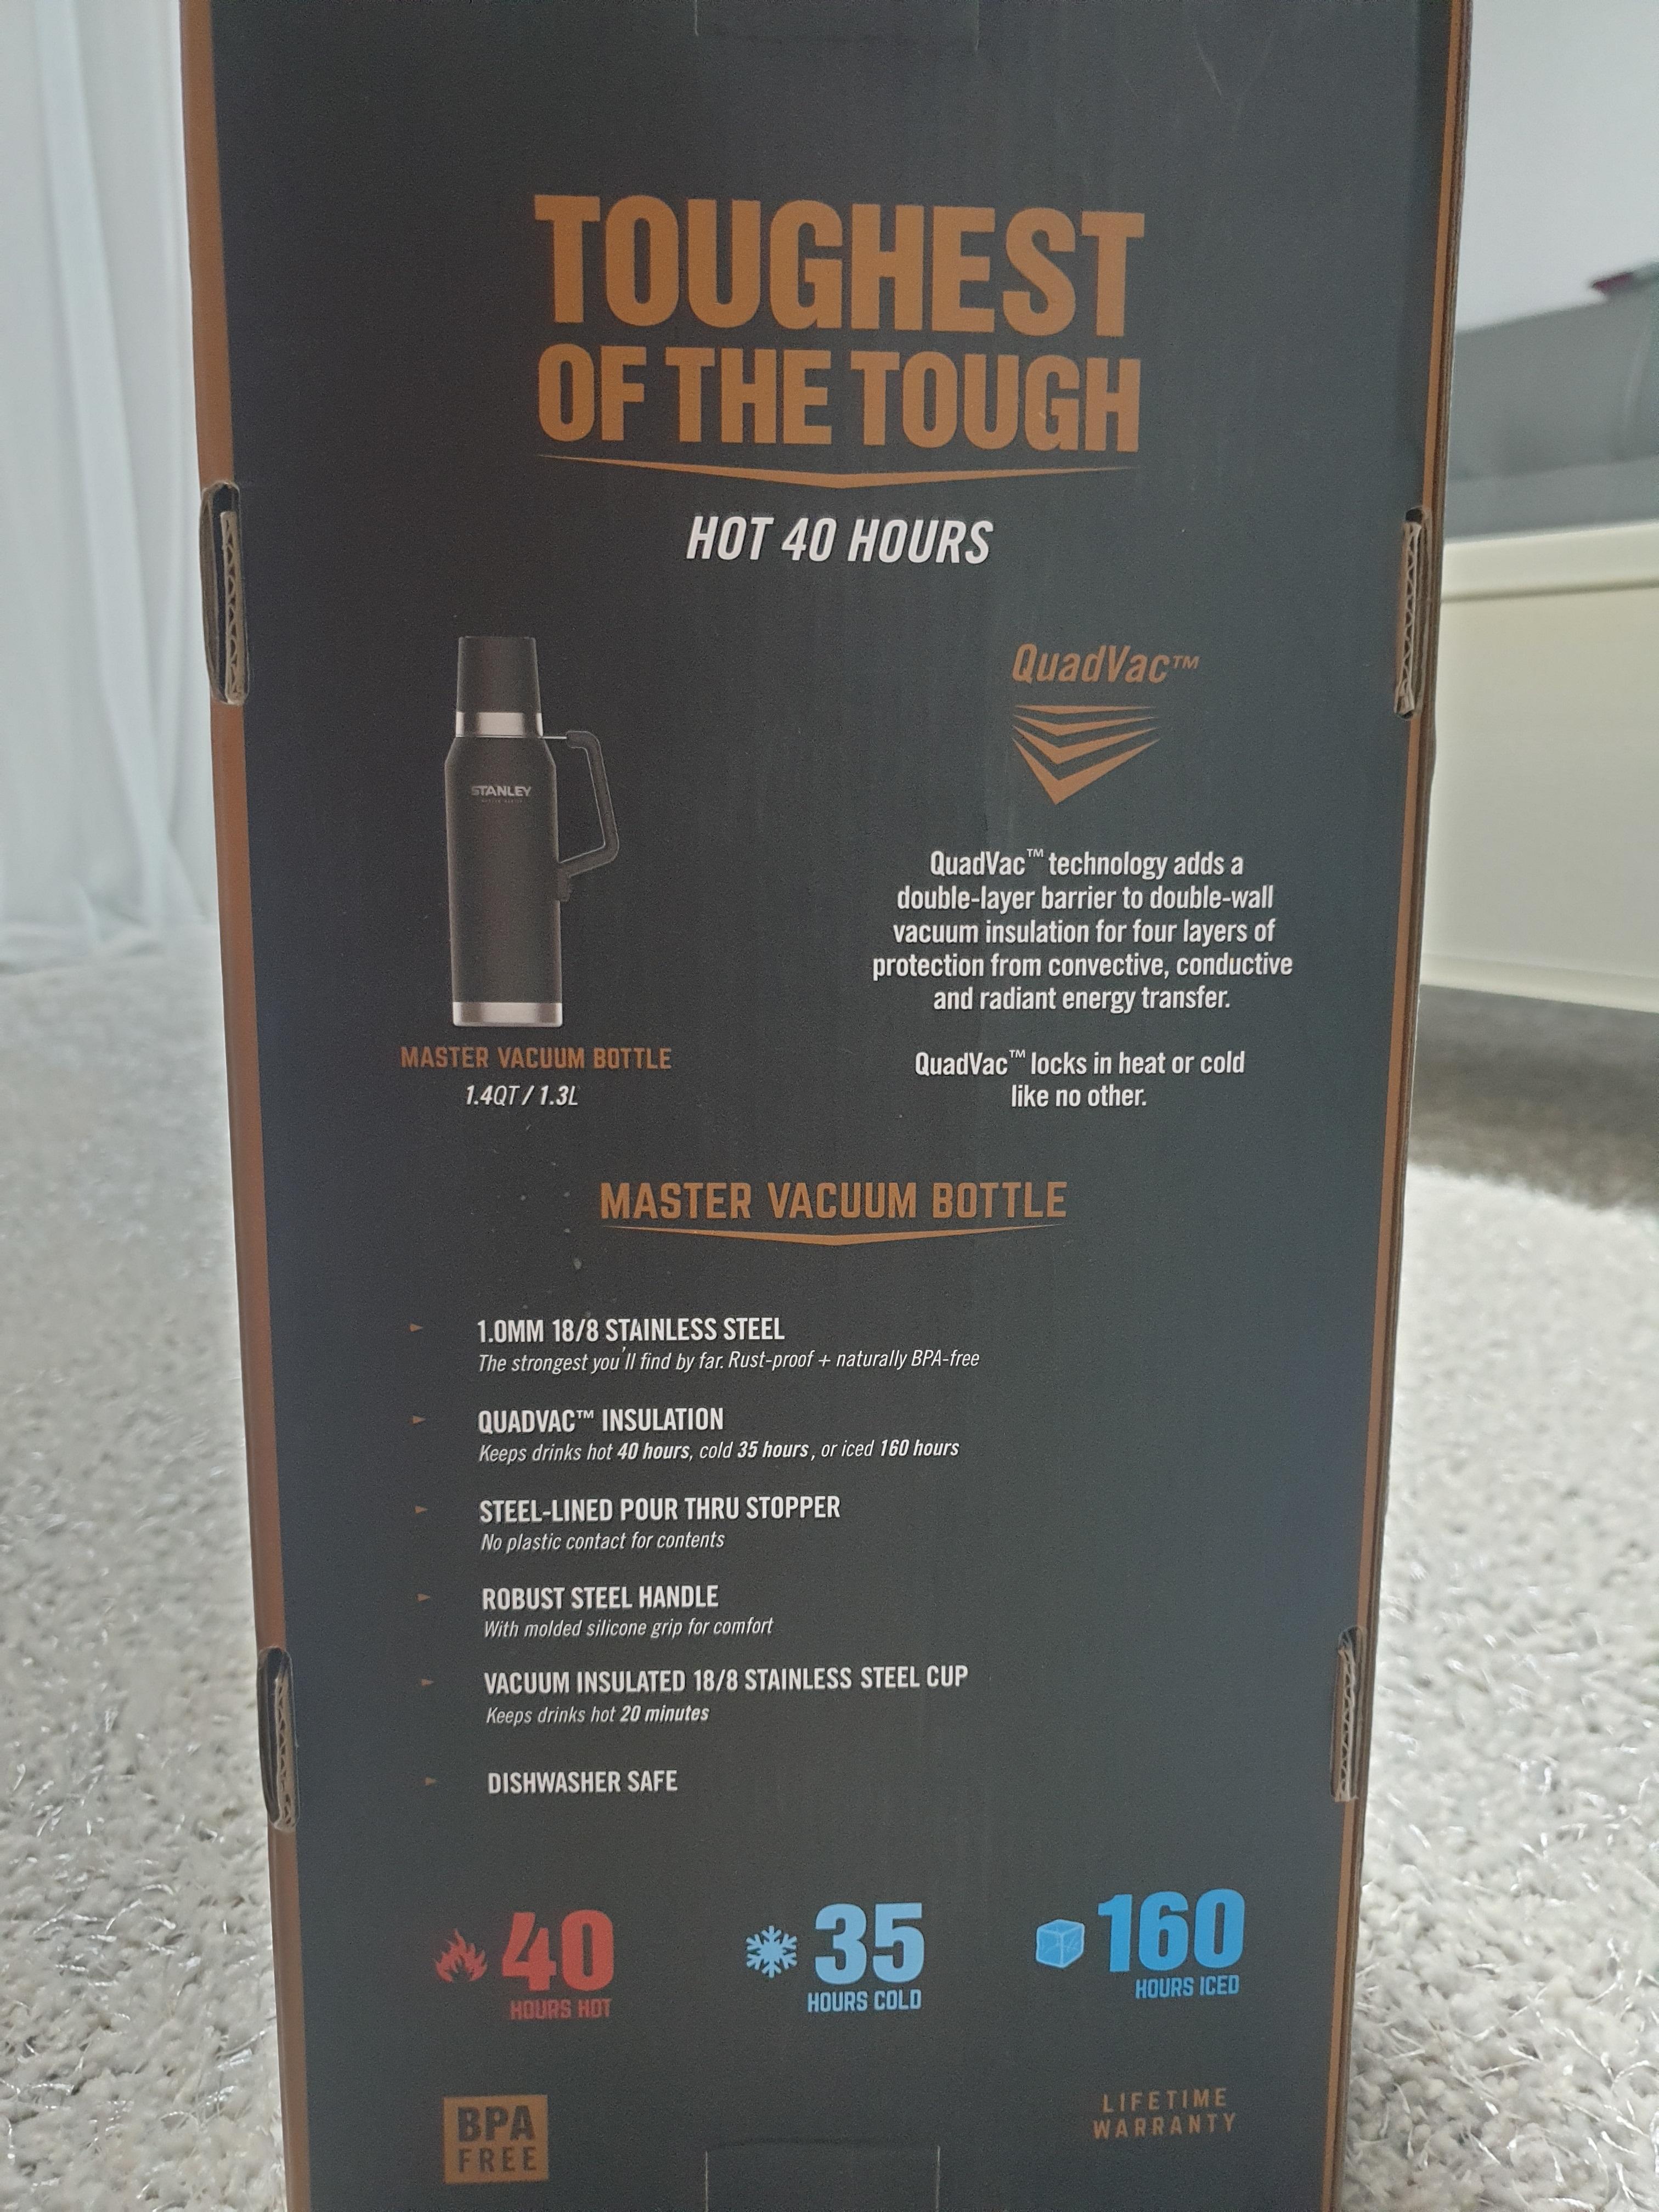 TOUGHEST
OF THE TOUGH
HOT 40 HOURS
STANLEY
MASTER VACUUM BOTTLE
1.4QT / 1.3L
QuadVac™
QuadVac™ technology adds a
double-layer barrier to double-wall
vacuum insulation for four layers of
protection from convective, conductive
and radiant energy transfer.
QuadVac™ locks in heat or cold
like no other.
MASTER VACUUM BOTTLE
1.0MM 18/8 STAINLESS STEEL
The strongest you'll find by far. Rust-proof + naturally BPA-free
QUADVAC™ INSULATION
Keeps drinks hot 40 hours, cold 35 hours, or iced 160 hours
STEEL-LINED POUR THRU STOPPER
No plastic contact for contents
ROBUST STEEL HANDLE
With molded silicone grip for comfort
VACUUM INSULATED 18/8 STAINLESS STEEL CUP
Keeps drinks hot 20 minutes
DISHWASHER SAFE
40
HOURS HOT
35
HOURS COLD
160
HOURS ICED
BPA
FREE
LIFETIME
WARRANTY